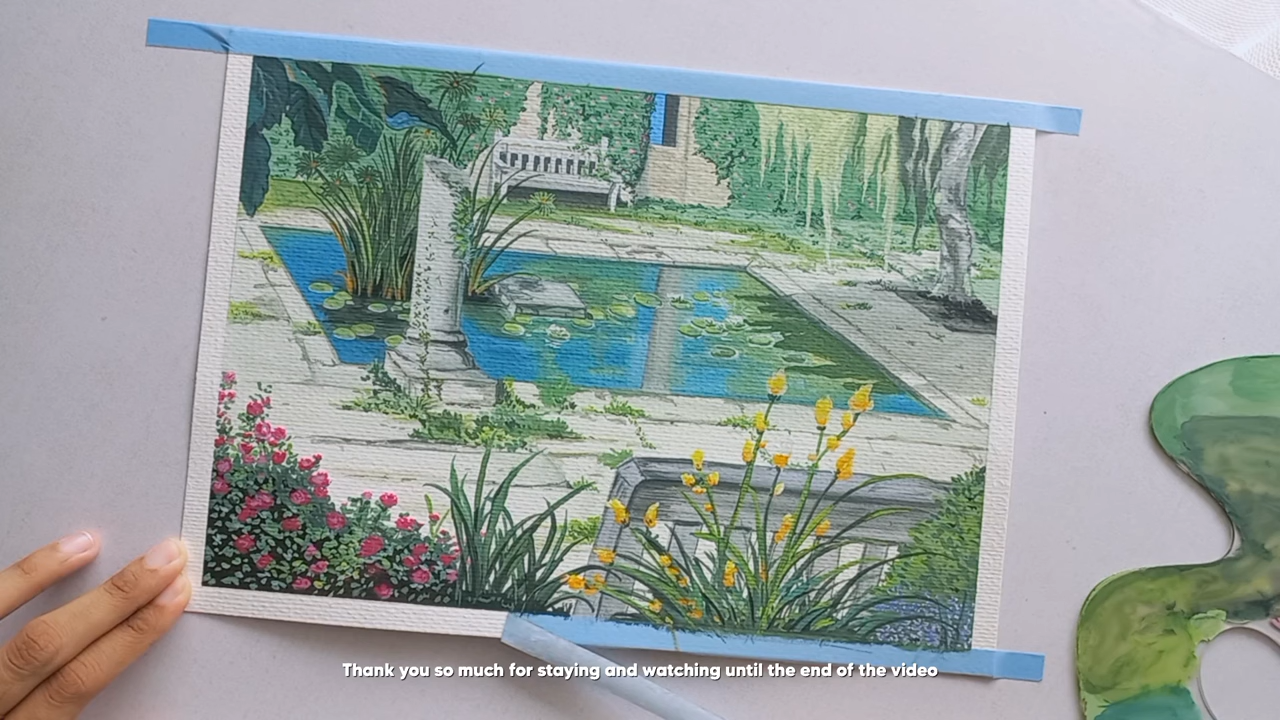 Thank you so much for staying and watching until the end of the video